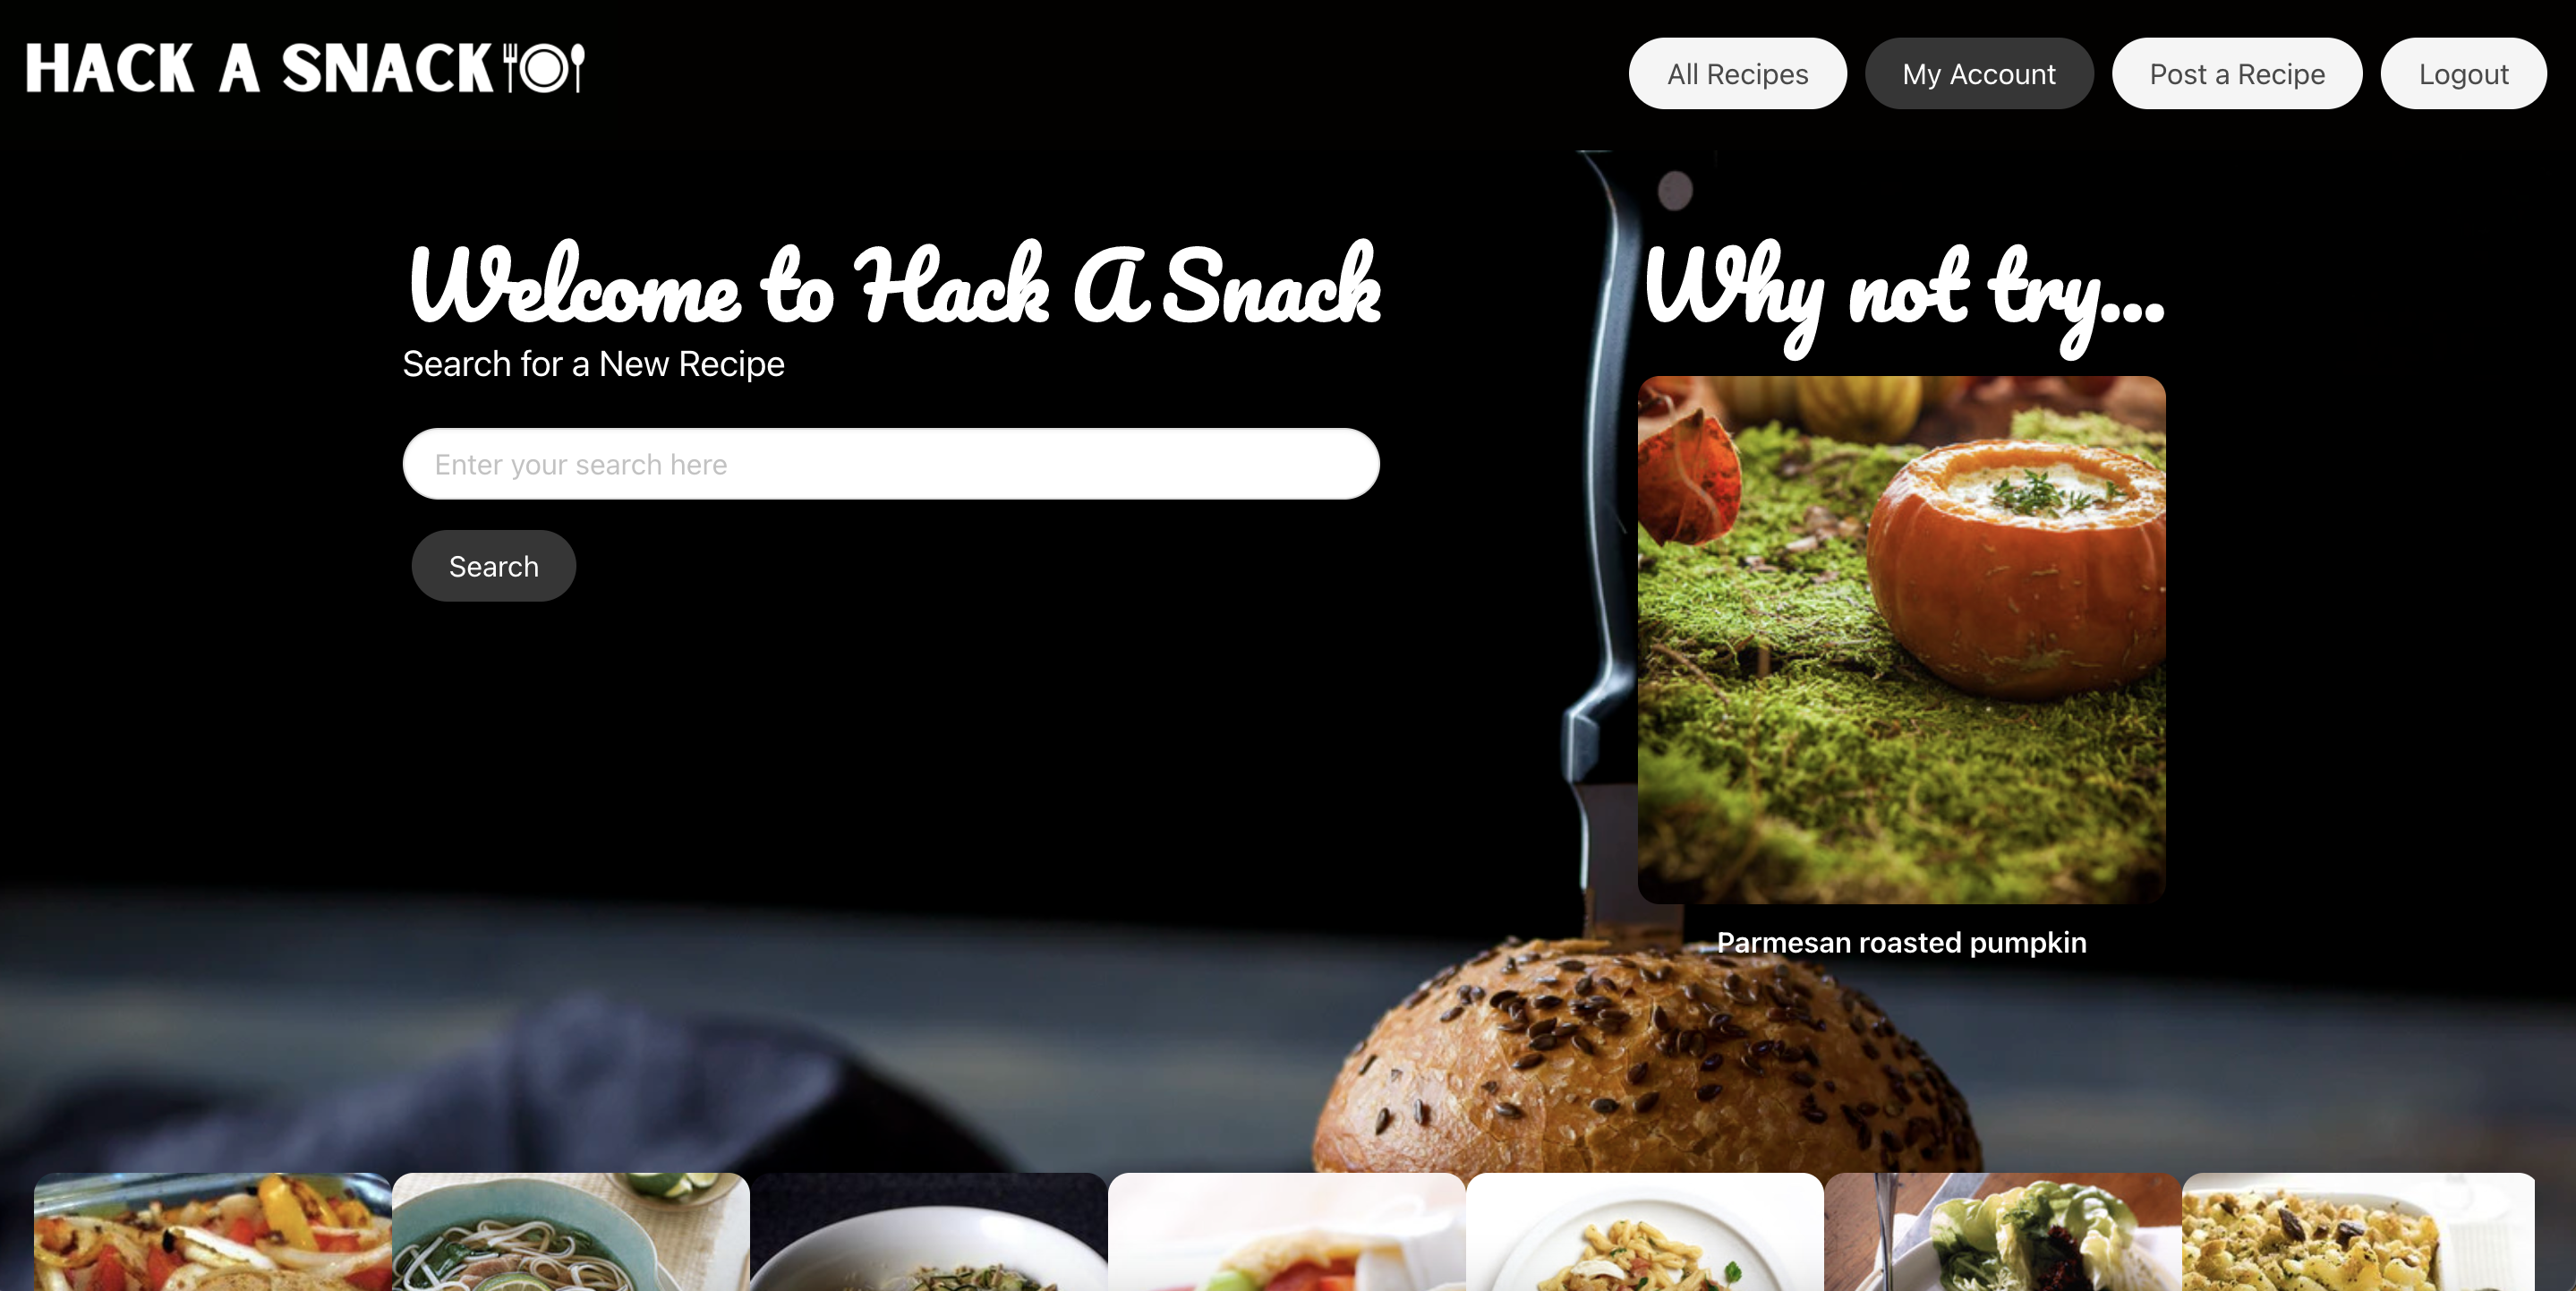 HACK A SNACK
All Recipes
My Account
Post a Recipe
Logout
Welcome to Hack A Snack
Search for a New Recipe
Enter your search here
Search
Why not try...
Parmesan roasted pumpkin